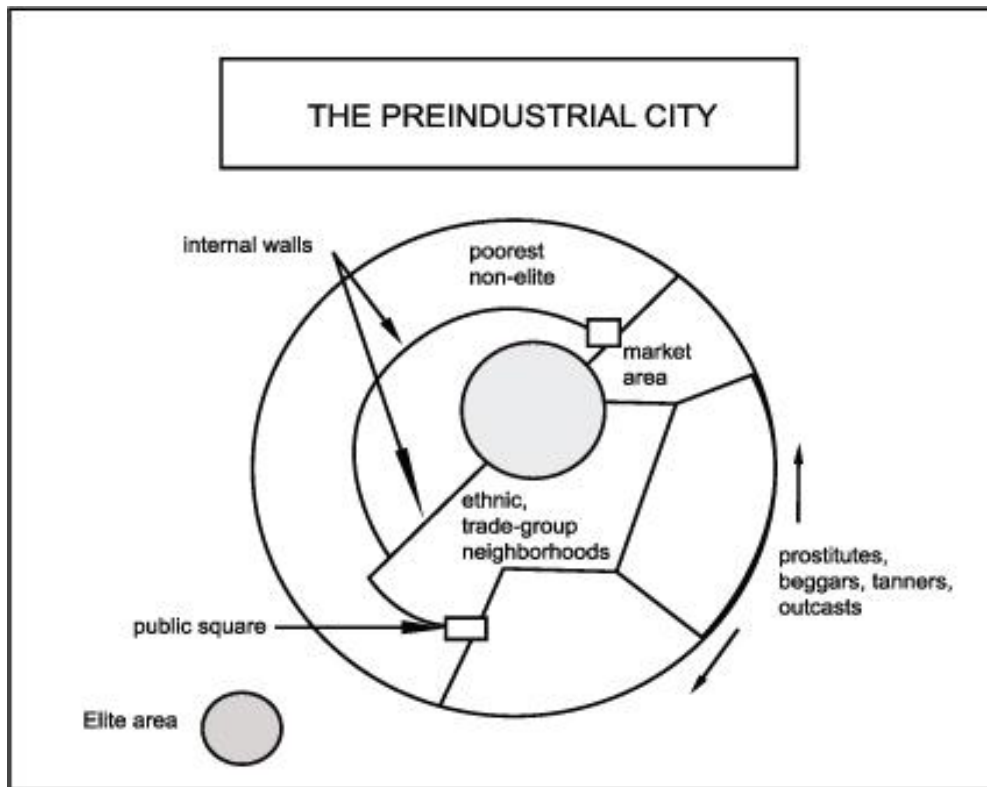 THE PREINDUSTRIAL CITY
internal walls
poorest
non-elite
market
area
ethnic,
trade-group
neighborhoods
prostitutes,
beggars, tanners,
outcasts
public square
Elite area